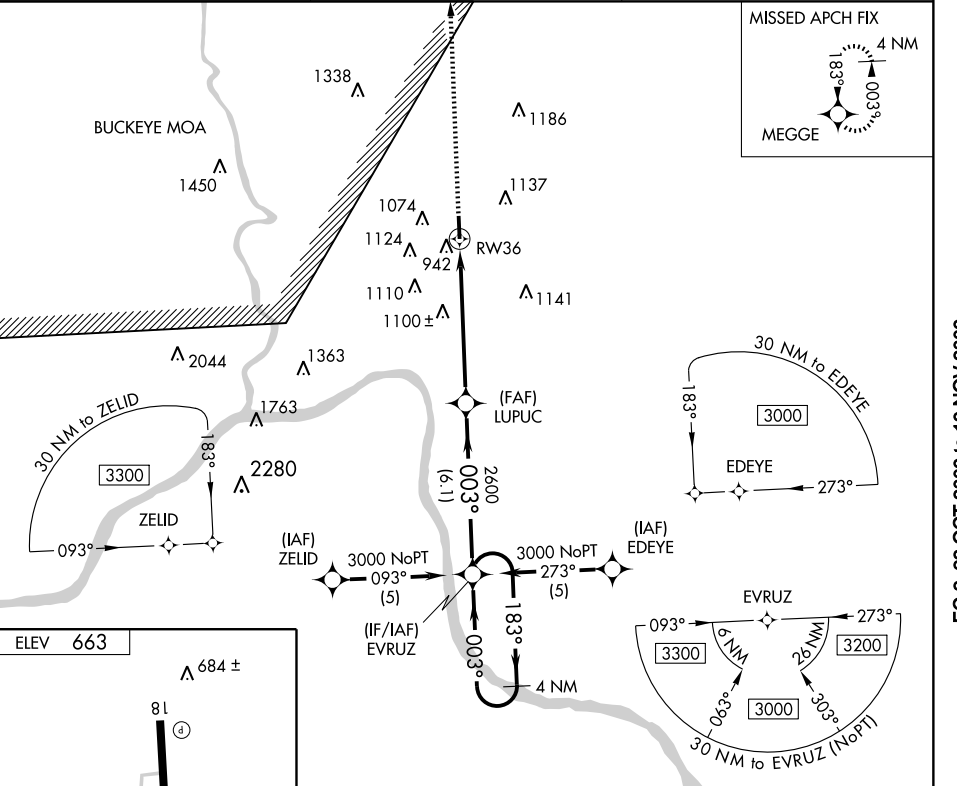 MISSED APCH FIX
4 NM
183°
003°
MEGGE
1338
1186
BUCKEYE MOA
1450
1137
1074
1124
RW36
942
1110
1141
1100 ±
2044
1363
1763
2280
(FAF)
LUPUC
30 NM to ZELID
183°
3300
ZELID
093°
30 NM to EDEYE
183°
3000
EDEYE
273°
2600
003°
(6.1)
(IAF)
ZELID
3000 NoPT
093°
(5)
(IAF)
EDEYE
3000 NoPT
273°
(5)
(IF/IAF)
EVRUZ
003°
183°
4 NM
EVRUZ
093°
273°
3300
6 NM
26 NM
3200
063°
3000
303°
30 NM to EVRUZ (NoPT)
ELEV 663
684 ±
18
P